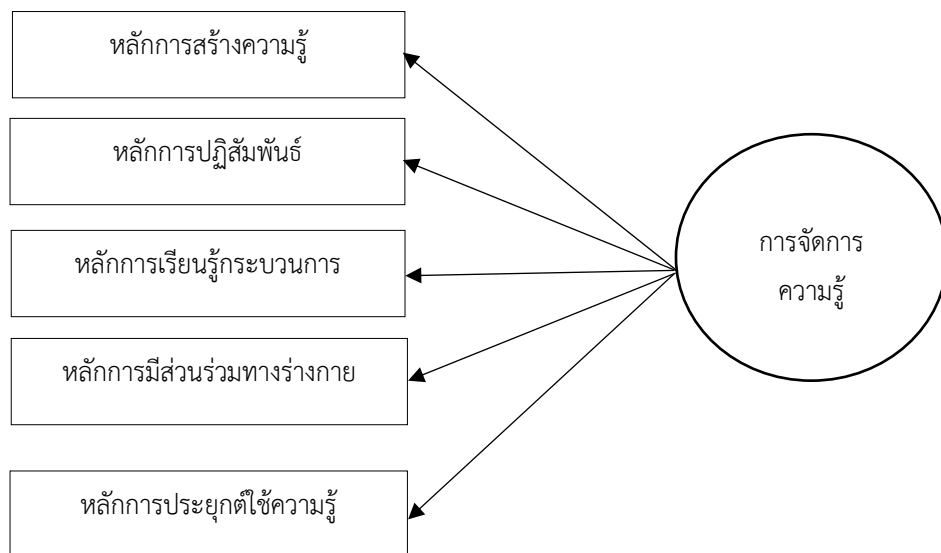 หลักการสร้างความรู้
หลักการปฏิสัมพันธ์
หลักการเรียนรู้กระบวนการ
หลักการมีส่วนร่วมทางร่างกาย
หลักการประยุกต์ใช้ความรู้
การจัดการ
ความรู้